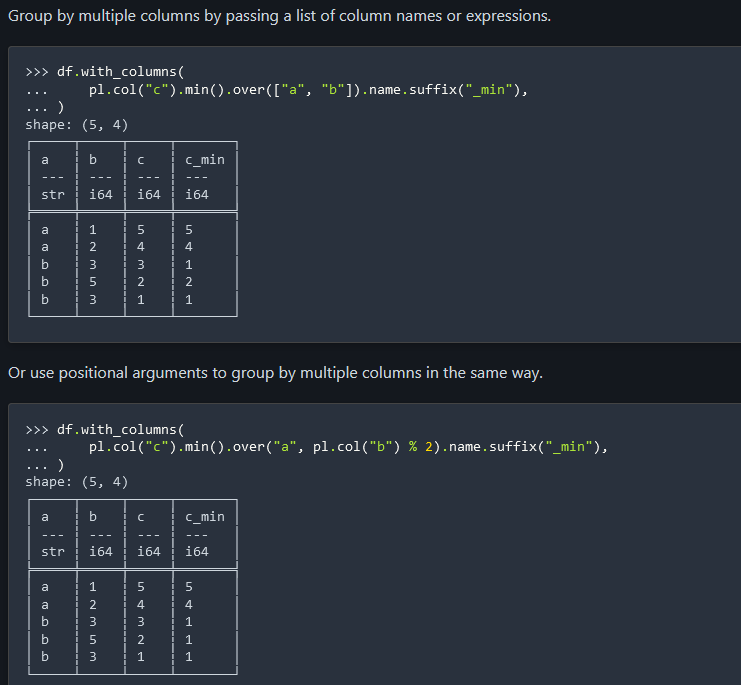 Group by multiple columns by passing a list of column names or expressions.
>>> df.with_columns(
...     pl.col("c").min().over(["a", "b"]).name.suffix("_min"),
... )
shape: (5, 4)
┌─────┬─────┬─────┬───────┐
│ a   ┆ b   ┆ c   ┆ c_min │
│ --- ┆ --- ┆ --- ┆ ---   │
│ str ┆ i64 ┆ i64 ┆ i64   │
╞═════╪═════╪═════╪═══════╡
│ a   ┆ 1   ┆ 5   ┆ 5     │
│ a   ┆ 2   ┆ 4   ┆ 4     │
│ b   ┆ 3   ┆ 3   ┆ 1     │
│ b   ┆ 5   ┆ 2   ┆ 2     │
│ b   ┆ 3   ┆ 1   ┆ 1     │
└─────┴─────┴─────┴───────┘
Or use positional arguments to group by multiple columns in the same way.
>>> df.with_columns(
...     pl.col("c").min().over("a", pl.col("b") % 2).name.suffix("_min"),
... )
shape: (5, 4)
┌─────┬─────┬─────┬───────┐
│ a   ┆ b   ┆ c   ┆ c_min │
│ --- ┆ --- ┆ --- ┆ ---   │
│ str ┆ i64 ┆ i64 ┆ i64   │
╞═════╪═════╪═════╪═══════╡
│ a   ┆ 1   ┆ 5   ┆ 5     │
│ a   ┆ 2   ┆ 4   ┆ 4     │
│ b   ┆ 3   ┆ 3   ┆ 1     │
│ b   ┆ 5   ┆ 2   ┆ 1     │
│ b   ┆ 3   ┆ 1   ┆ 1     │
└─────┴─────┴─────┴───────┘